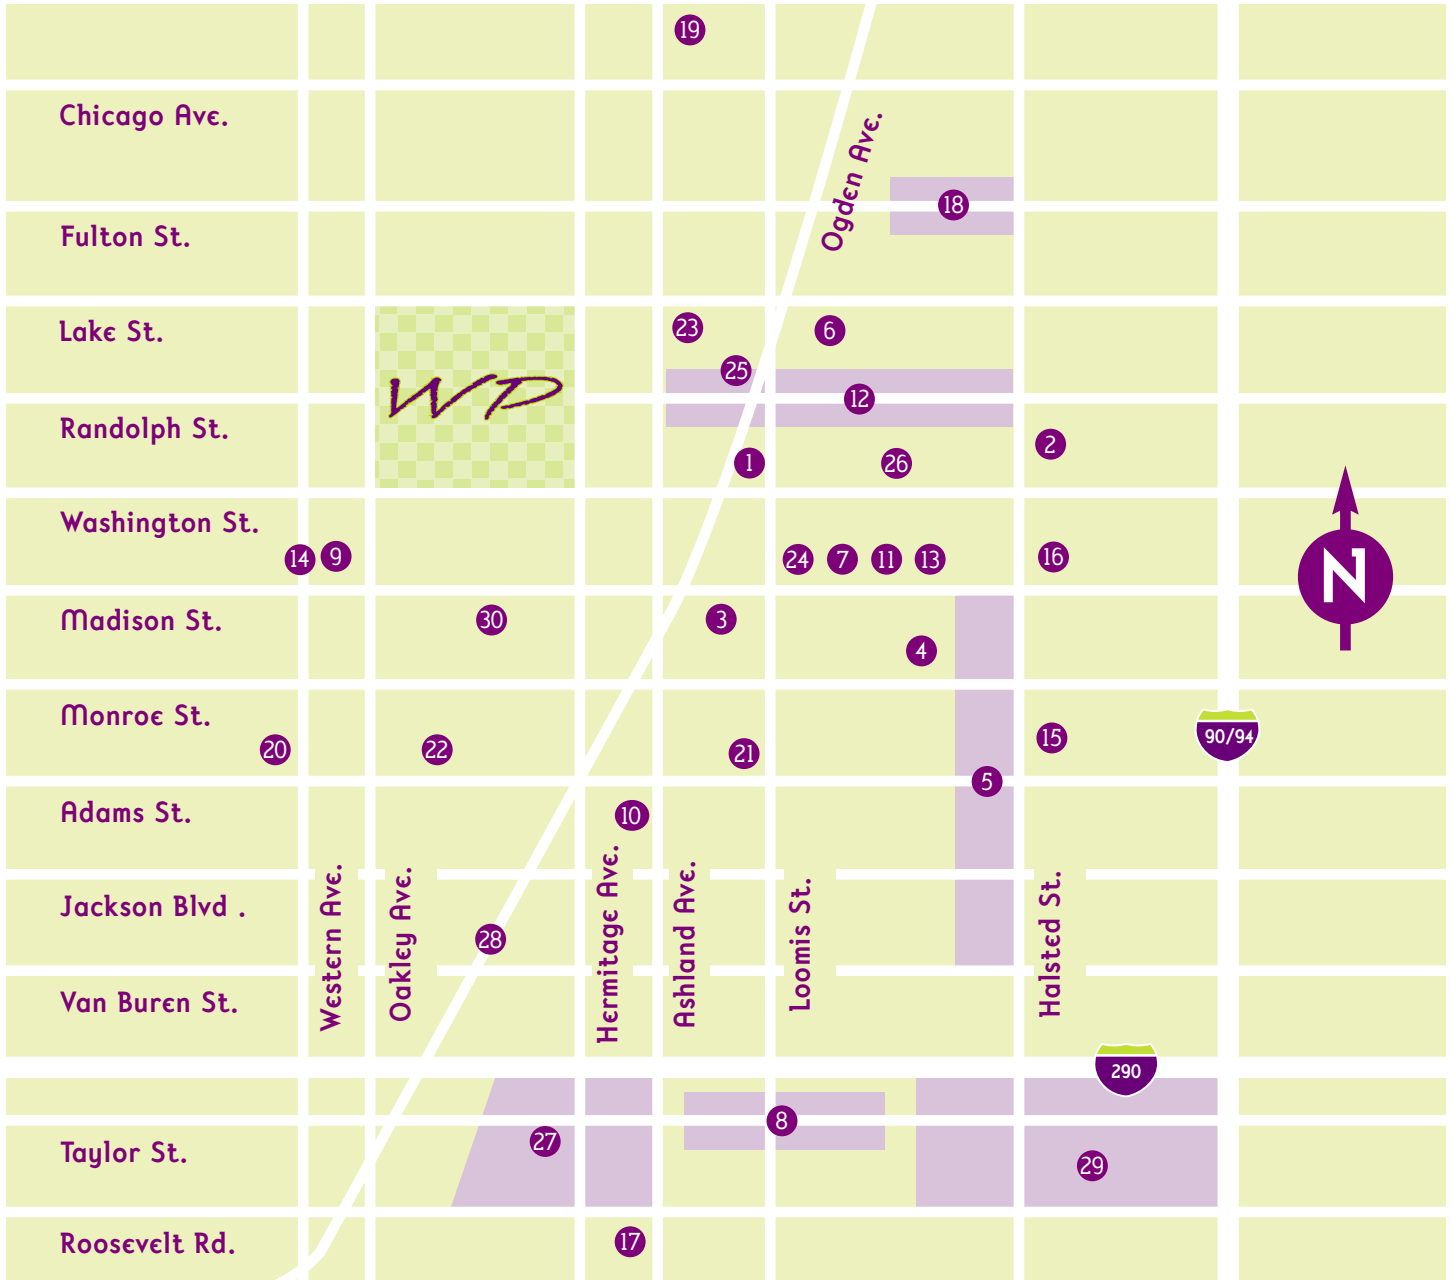 19
Chicago Ave.
Ogden Ave.
18
Fulton St.
Lake St.
23
6
25
WP
12
Randolph St.
2
1
26
Washington St.
14
9
24
7
11
13
16
N
Madison St.
30
3
4
Monroe St.
20
22
21
15
90/94
5
Adams St.
10
Jackson Blvd .
Western Ave.
Oakley Ave.
28
Hermitage Ave.
Ashland Ave.
Loomis St.
Halsted St.
Van Buren St.
290
8
27
Taylor St.
29
Roosevelt Rd.
17